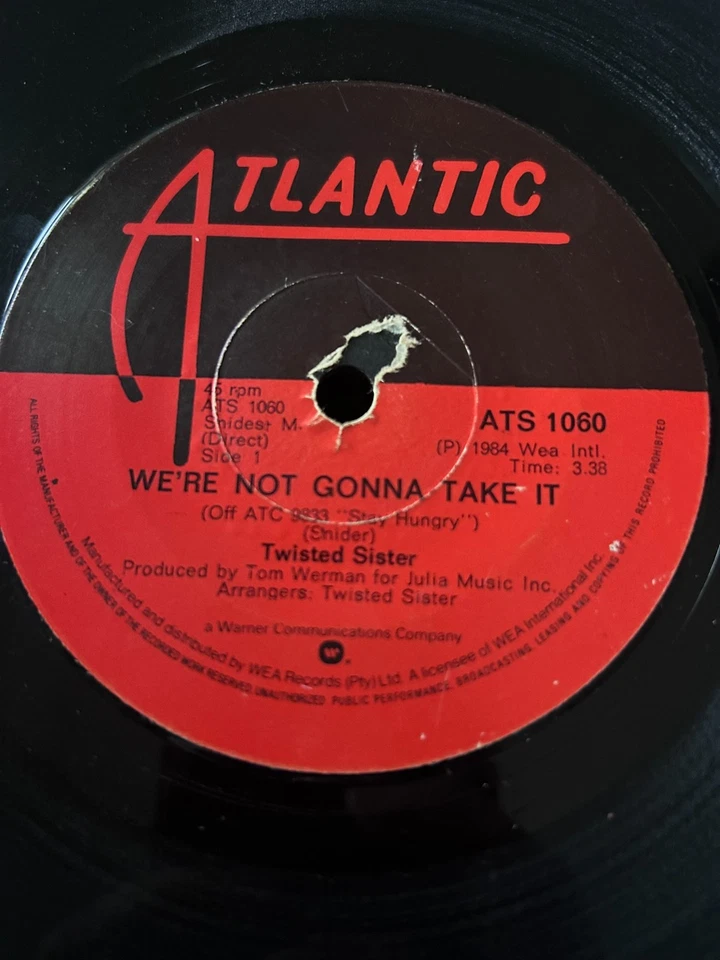 ATLANTIC
45 rpm
ATS 1060
Snidest M.
(Direct)
Side 1
ATS 1060
(P) 1984 Wea Intl.
Time: 3.38
WE'RE NOT GONNA TAKE IT
(Off ATC 9833 "Stay Hungry")
(Snider)
Twisted Sister
Produced by Tom Werman for Julia Music Inc.
Arrangers: Twisted Sister
a Warner Communications Company
Manufactured and distributed by WEA Records (Pty) Ltd. A licensee of WEA International Inc.
ALL RIGHTS OF THE MANUFACTURER AND OF THE OWNER OF THE RECORDED WORK RESERVED. UNAUTHORIZED PUBLIC PERFORMANCE, BROADCASTING, LEASING AND COPYING OF THIS RECORD PROHIBITED